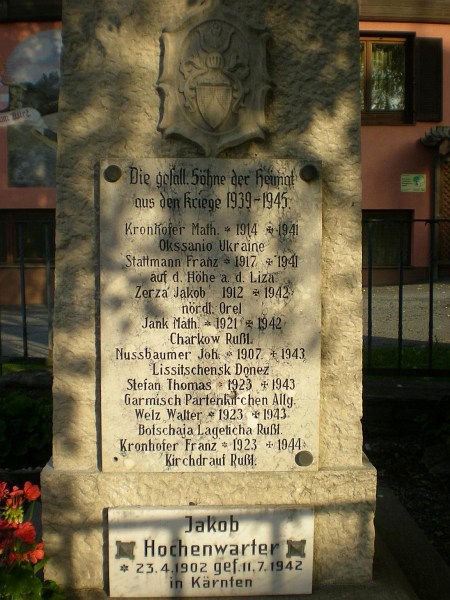 Die gefall. Söhne der Heimat
aus den Kriege 1939-1945.
Kronhofer Math. * 1914 ✠ 1941
Okssanio Ukraine
Stattmann Franz * 1917 ✠ 1941
auf d. Höhe a. d. Liza
Zerza Jakob 1912 ✠ 1942
nördl. Orel
Jank Math. * 1921 ✠ 1942
Charkow Rußl.
Nussbaumer Joh. * 1907 ✠ 1943
Lissitschensk Donez
Stefan Thomas * 1923 ✠ 1943
Garmisch Partenkirchen Allg.
Welz Walter * 1923 ✠ 1943
Botschaja Lageticha Rußl.
Kronhofer Franz * 1923 ✠ 1944
Kirchdrauf Rußl.
Jakob
Hochenwarter
* 23.4.1902 gef. 11.7.1942
in Kärnten